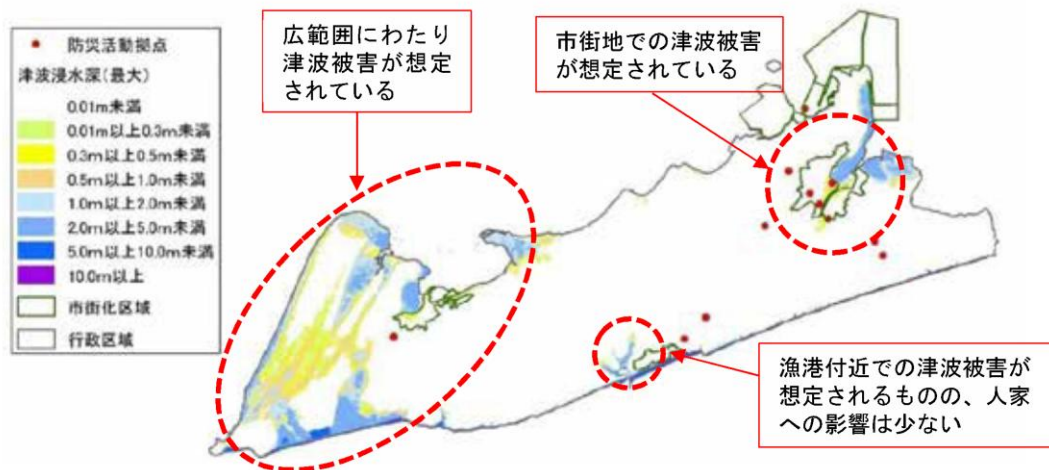 防災活動拠点
津波浸水深(最大)
0.01m未満
0.01m以上0.3m未満
0.3m以上0.5m未満
0.5m以上1.0m未満
1.0m以上2.0m未満
2.0m以上5.0m未満
5.0m以上10.0m未満
10.0m以上
市街化区域
行政区域
広範囲にわたり
津波被害が想定
されている
市街地での津波被害
が想定されている
漁港付近での津波被害が
想定されるものの、人家
への影響は少ない